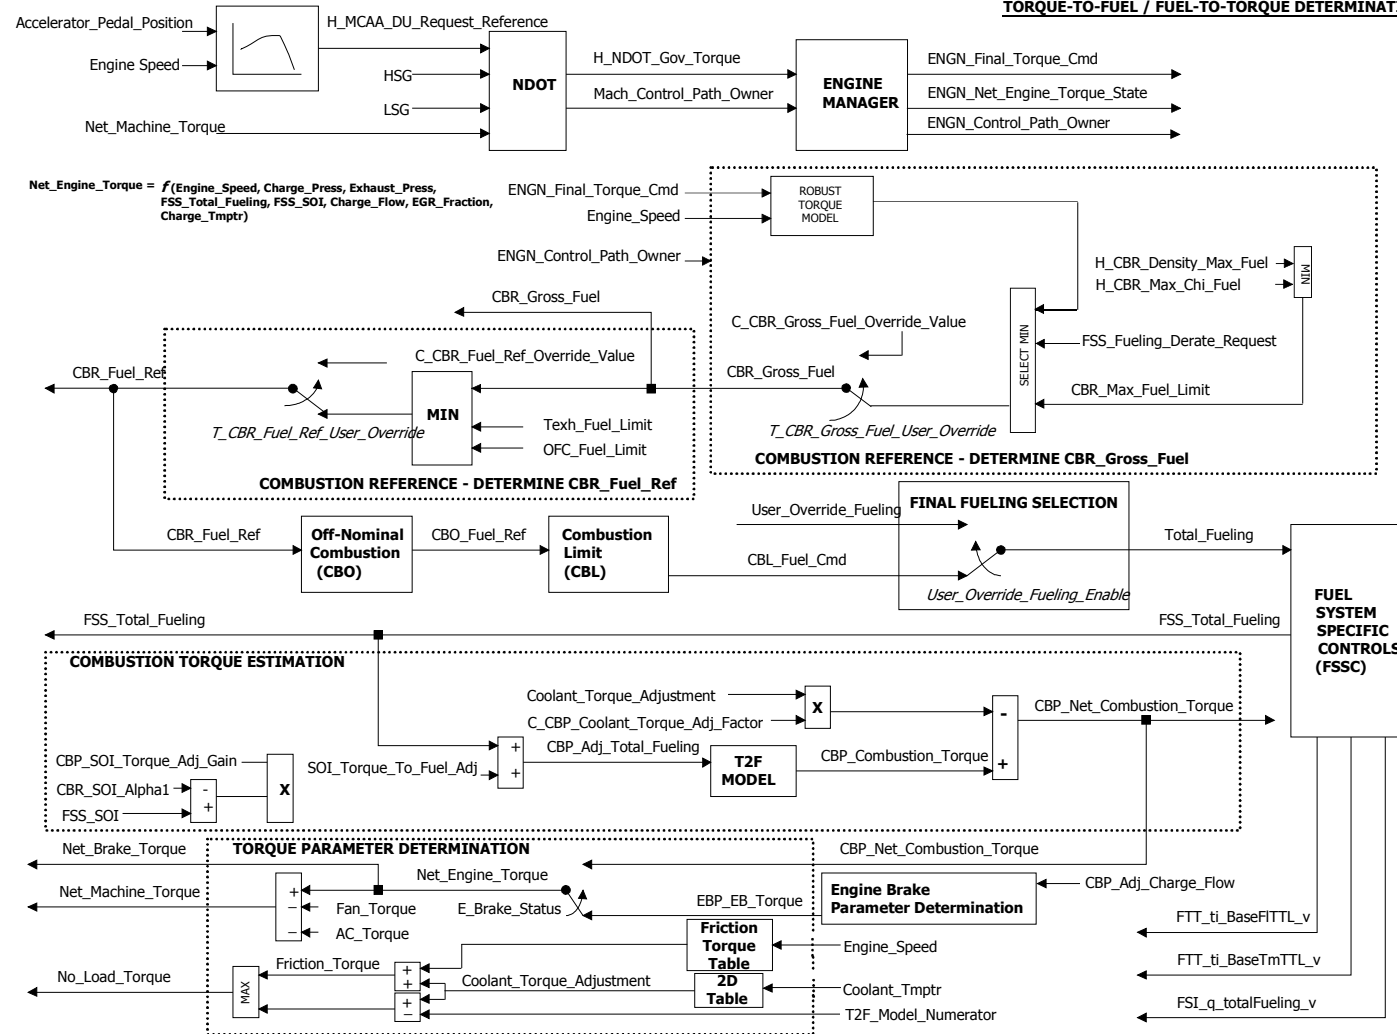 TORQUE-TO-FUEL / FUEL-TO-TORQUE DETERMINATI
Accelerator_Pedal_Position
H_MCAA_DU_Request_Reference
Engine Speed
HSG
LSG
Net_Machine_Torque
NDOT
H_NDOT_Gov_Torque
Mach_Control_Path_Owner
ENGINE
MANAGER
ENGN_Final_Torque_Cmd
ENGN_Net_Engine_Torque_State
ENGN_Control_Path_Owner
Net_Engine_Torque = f (Engine_Speed, Charge_Press, Exhaust_Press,
FSS_Total_Fueling, FSS_SOI, Charge_Flow, EGR_Fraction,
Charge_Tmptr)
ENGN_Final_Torque_Cmd
Engine_Speed
ROBUST
TORQUE
MODEL
ENGN_Control_Path_Owner
H_CBR_Density_Max_Fuel
H_CBR_Max_Chi_Fuel
MIN
CBR_Gross_Fuel
C_CBR_Gross_Fuel_Override_Value
SELECT MIN
FSS_Fueling_Derate_Request
CBR_Max_Fuel_Limit
C_CBR_Fuel_Ref_Override_Value
CBR_Fuel_Ref
CBR_Gross_Fuel
MIN
T_CBR_Fuel_Ref_User_Override
Texh_Fuel_Limit
OFC_Fuel_Limit
T_CBR_Gross_Fuel_User_Override
COMBUSTION REFERENCE - DETERMINE CBR_Gross_Fuel
COMBUSTION REFERENCE - DETERMINE CBR_Fuel_Ref
FINAL FUELING SELECTION
User_Override_Fueling
CBR_Fuel_Ref
Off-Nominal
Combustion
(CBO)
CBO_Fuel_Ref
Combustion
Limit
(CBL)
CBL_Fuel_Cmd
User_Override_Fueling_Enable
Total_Fueling
FUEL
SYSTEM
SPECIFIC
CONTROLS
(FSSC)
FSS_Total_Fueling
FSS_Total_Fueling
COMBUSTION TORQUE ESTIMATION
Coolant_Torque_Adjustment
C_CBP_Coolant_Torque_Adj_Factor
X
-
+
CBP_Net_Combustion_Torque
CBP_SOI_Torque_Adj_Gain
CBR_SOI_Alpha1
FSS_SOI
-
+
X
SOI_Torque_To_Fuel_Adj
+
+
CBP_Adj_Total_Fueling
T2F
MODEL
CBP_Combustion_Torque
Net_Brake_Torque
TORQUE PARAMETER DETERMINATION
CBP_Net_Combustion_Torque
Net_Machine_Torque
+
−
−
Net_Engine_Torque
Fan_Torque
AC_Torque
E_Brake_Status
EBP_EB_Torque
Engine Brake
Parameter Determination
CBP_Adj_Charge_Flow
Friction
Torque
Table
Engine_Speed
FTT_ti_BaseFlTTL_v
No_Load_Torque
MAX
Friction_Torque
+
+
+
−
Coolant_Torque_Adjustment
2D
Table
Coolant_Tmptr
T2F_Model_Numerator
FTT_ti_BaseTmTTL_v
FSI_q_totalFueling_v